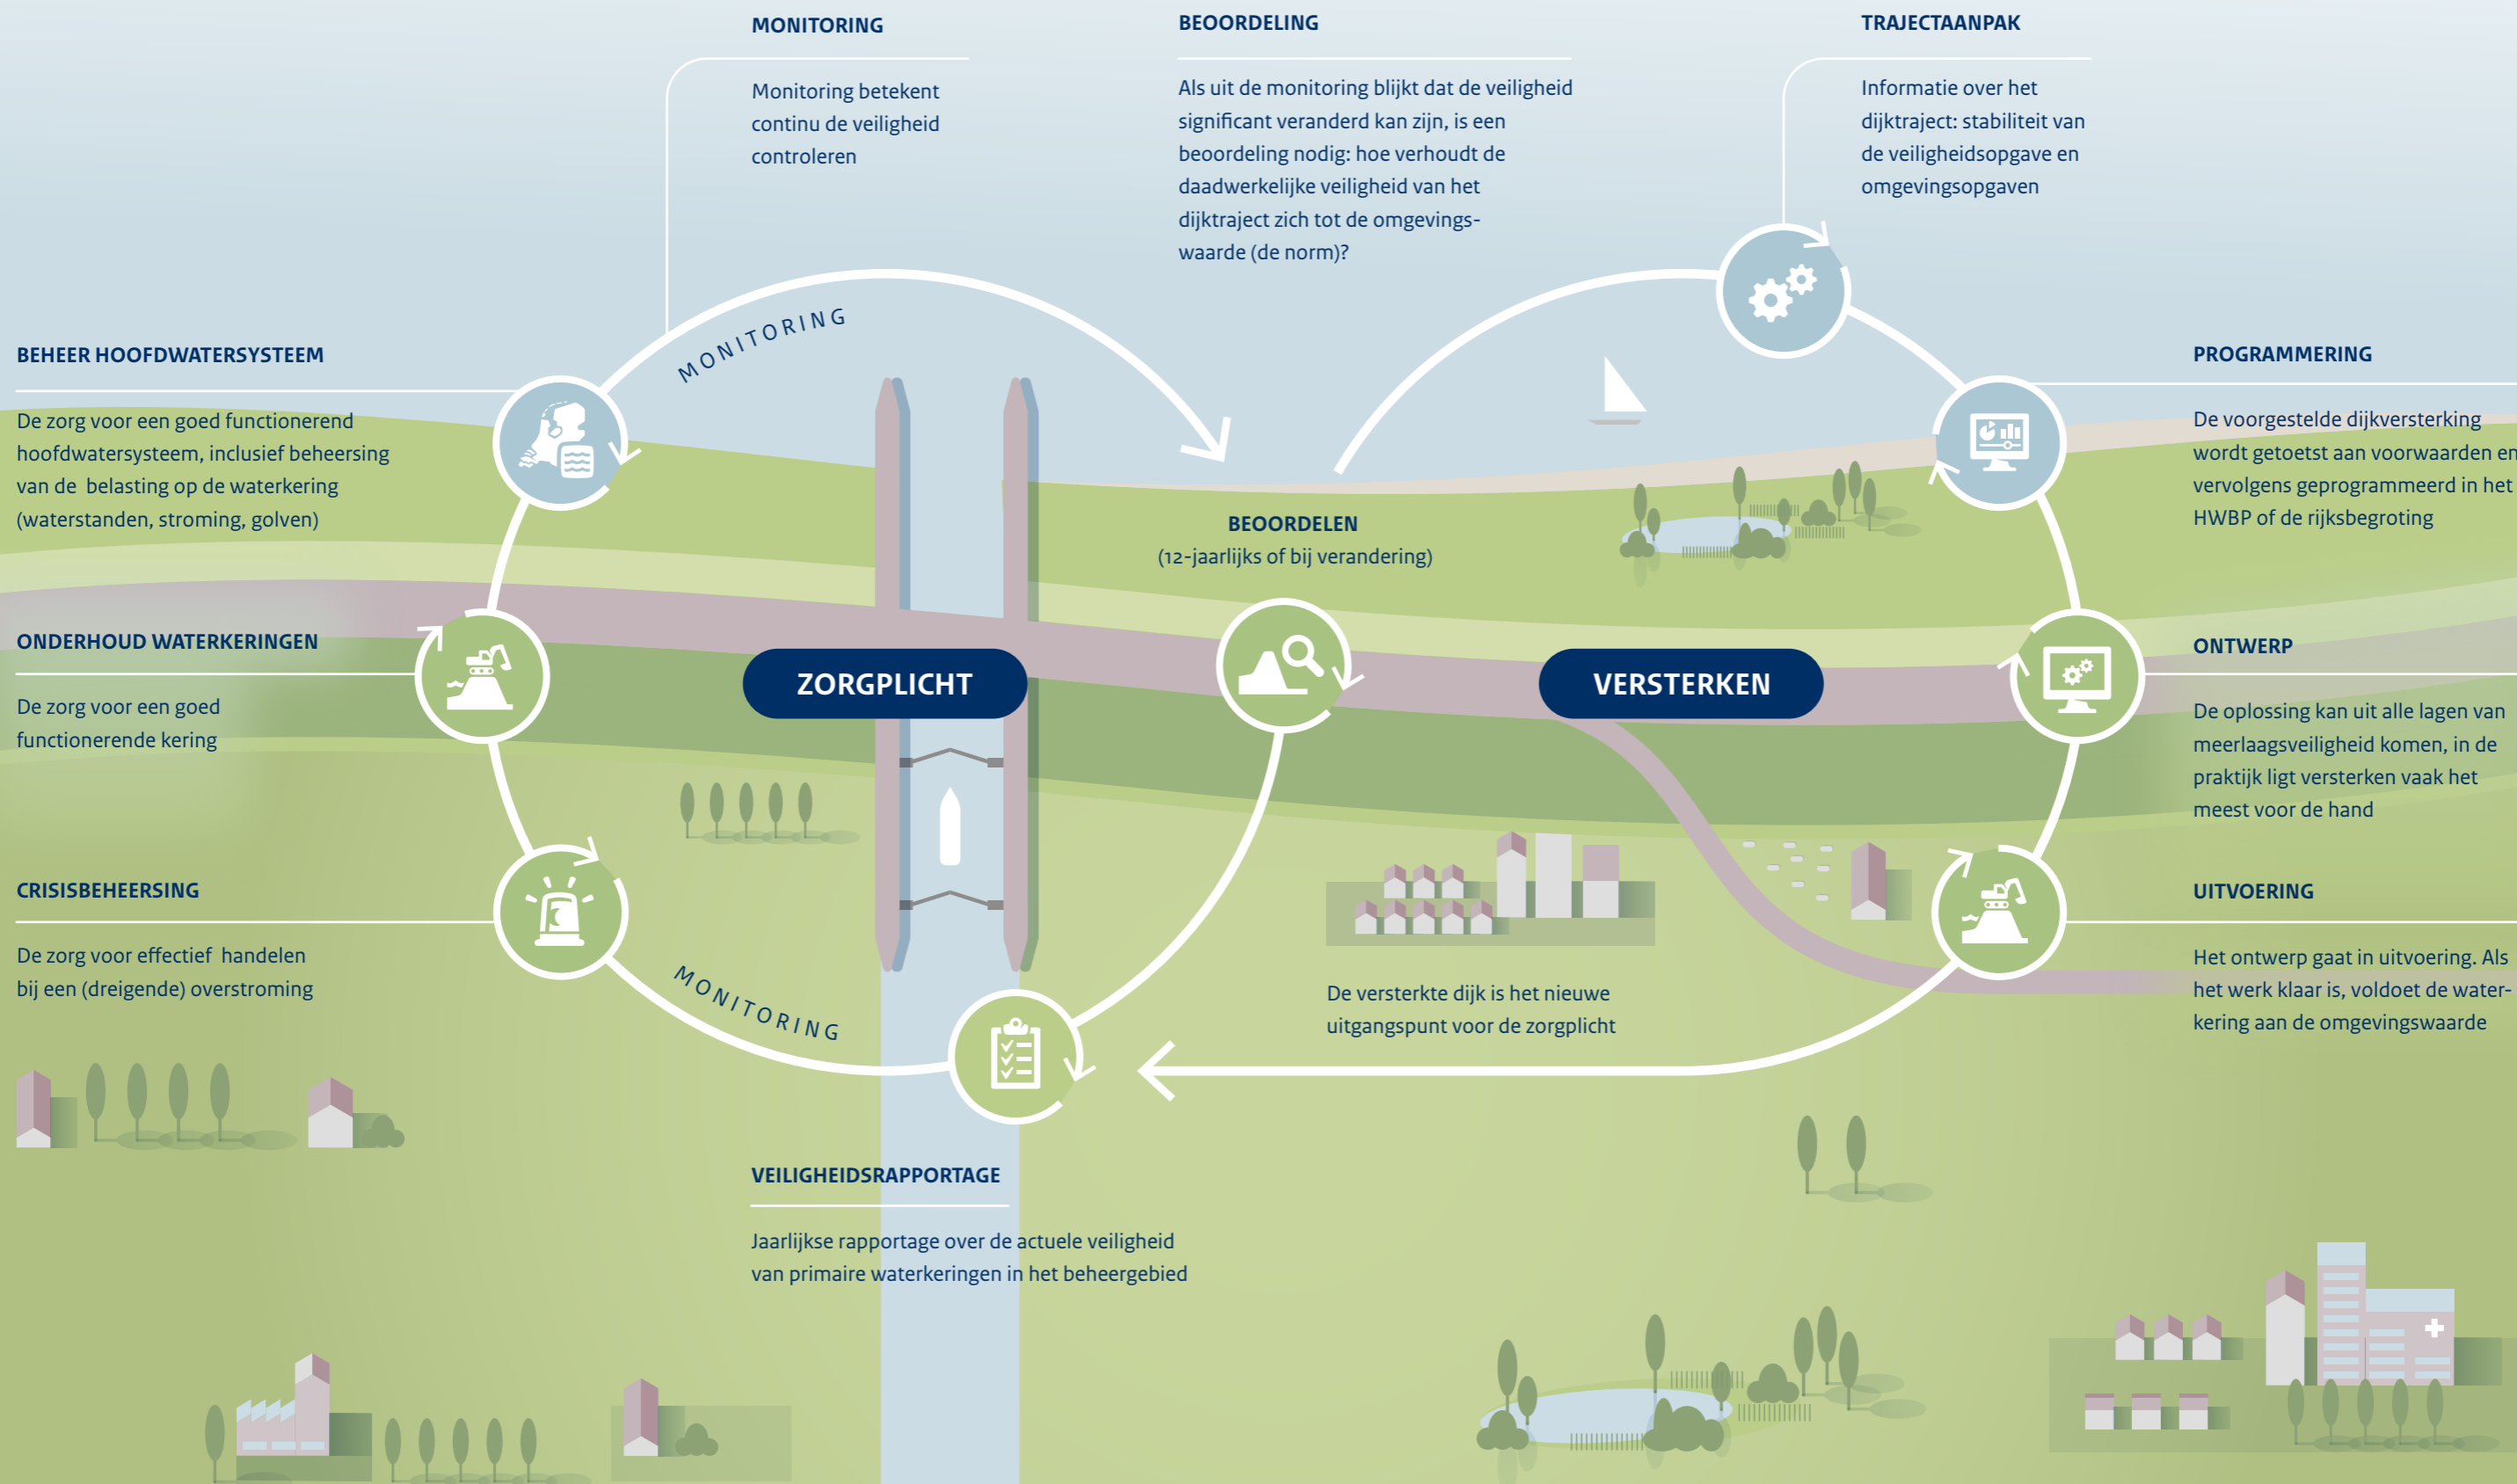 MONITORING
Monitoring betekent
continu de veiligheid
controleren
BEOORDELING
Als uit de monitoring blijkt dat de veiligheid
significant veranderd kan zijn, is een
beoordeling nodig: hoe verhoudt de
daadwerkelijke veiligheid van het
dijktraject zich tot de omgevings-
waarde (de norm)?
TRAJECTAANPAK
Informatie over het
dijktraject: stabiliteit van
de veiligheidsopgave en
omgevingsopgaven
MONITORING
BEHEER HOOFDWATERSYSTEEM
De zorg voor een goed functionerend
hoofdwatersysteem, inclusief beheersing
van de belasting op de waterkering
(waterstanden, stroming, golven)
PROGRAMMERING
De voorgestelde dijkversterking
wordt getoetst aan voorwaarden en
vervolgens geprogrammeerd in het
HWBP of de rijksbegroting
BEOORDELEN
(12-jaarlijks of bij verandering)
ONDERHOUD WATERKERINGEN
De zorg voor een goed
functionerende kering
ZORGPLICHT
VERSTERKEN
ONTWERP
De oplossing kan uit alle lagen van
meerlaagsveiligheid komen, in de
praktijk ligt versterken vaak het
meest voor de hand
CRISISBEHEERSING
De zorg voor effectief handelen
bij een (dreigende) overstroming
MONITORING
De versterkte dijk is het nieuwe
uitgangspunt voor de zorgplicht
UITVOERING
Het ontwerp gaat in uitvoering. Als
het werk klaar is, voldoet de water-
kering aan de omgevingswaarde
VEILIGHEIDSRAPPORTAGE
Jaarlijkse rapportage over de actuele veiligheid
van primaire waterkeringen in het beheergebied